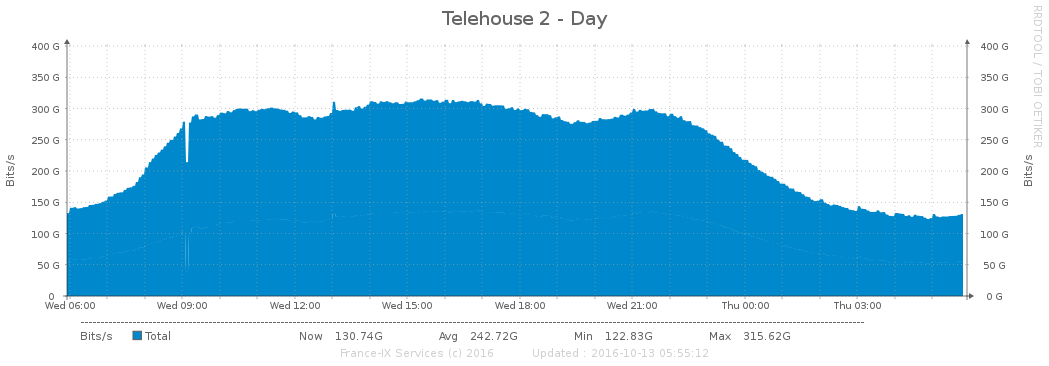 Telehouse 2 - Day
RRDTOOL / TOBI OETIKER
400 G 400 G
350 G 350 G
300 G 300 G
250 G 250 G
200 G 200 G
150 G 150 G
100 G 100 G
50 G 50 G
0 0 G
Bits/s Bits/s
Wed 06:00 Wed 09:00 Wed 12:00 Wed 15:00 Wed 18:00 Wed 21:00 Thu 00:00 Thu 03:00
Bits/s Total Now 130.74G Avg 242.72G Min 122.83G Max 315.62G
France-IX Services (c) 2016 Updated : 2016-10-13 05:55:12